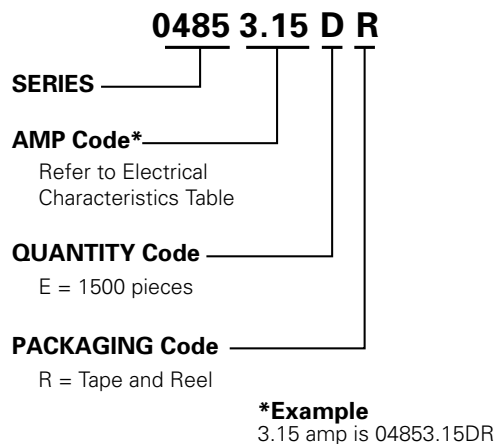 0485 3.15 D R
SERIES
AMP Code*
Refer to Electrical
Characteristics Table
QUANTITY Code
E = 1500 pieces
PACKAGING Code
R = Tape and Reel
*Example
3.15 amp is 04853.15DR